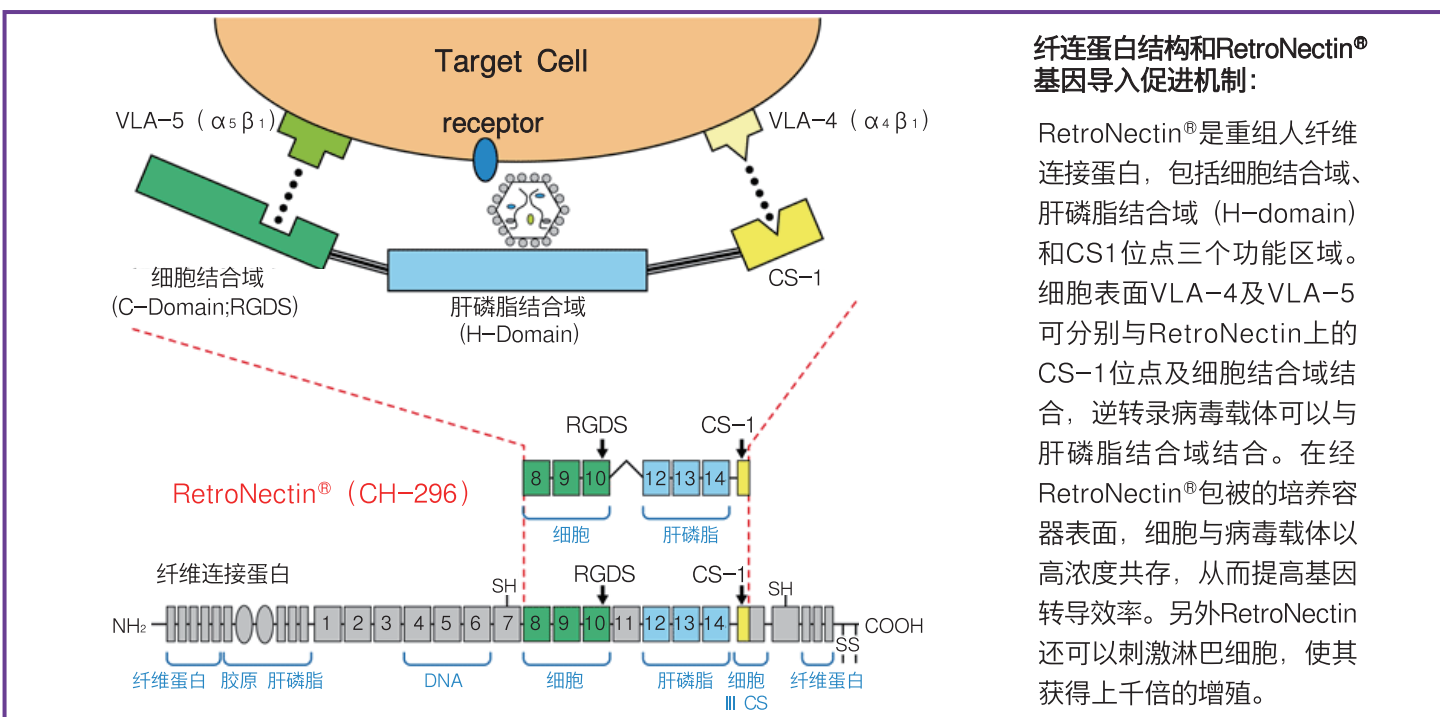 Target Cell
VLA-5（α5β1）
receptor
VLA-4（α4β1）
细胞结合域
(C-Domain;RGDS)
肝磷脂结合域
(H-Domain)
CS-1
RGDS
CS-1
8 9 10 12 13 14
RetroNectin®（CH-296）
细胞
肝磷脂
纤维连接蛋白
SH
RGDS
CS-1
SH
NH2
1 2 3 4 5 6 7 8 9 10 11 12 13 14
COOH
SS
纤维蛋白 胶原 肝磷脂 DNA 细胞 肝磷脂 细胞 纤维蛋白
Ⅲ CS
纤连蛋白结构和RetroNectin®
基因导入促进机制：
RetroNectin®是重组人纤维
连接蛋白，包括细胞结合域、
肝磷脂结合域（H-domain）
和CS1位点三个功能区域。
细胞表面VLA-4及VLA-5
可分别与RetroNectin上的
CS-1位点及细胞结合域结
合，逆转录病毒载体可以与
肝磷脂结合域结合。在经
RetroNectin®包被的培养容
器表面，细胞与病毒载体以
高浓度共存，从而提高基因
转导效率。另外RetroNectin
还可以刺激淋巴细胞，使其
获得上千倍的增殖。